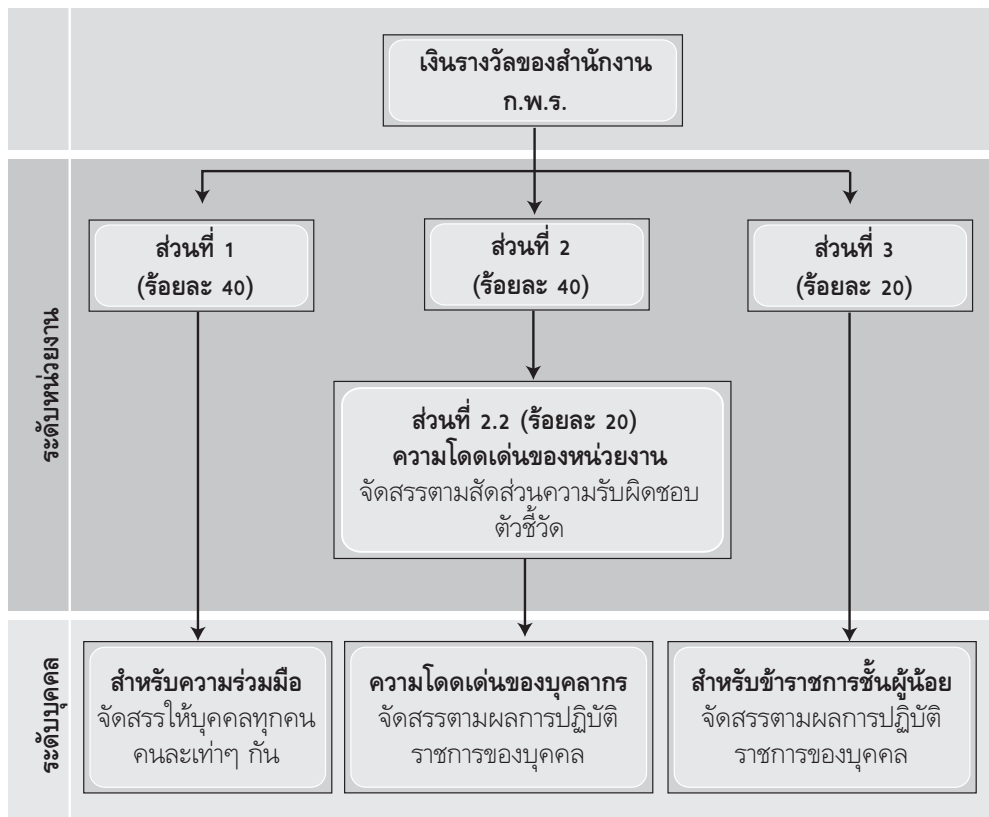 เงินรางวัลของสำนักงาน
ก.พ.ร.
ระดับหน่วยงาน
ส่วนที่ 1
(ร้อยละ 40)
ส่วนที่ 2
(ร้อยละ 40)
ส่วนที่ 3
(ร้อยละ 20)
ส่วนที่ 2.2 (ร้อยละ 20)
ความโดดเด่นของหน่วยงาน
จัดสรรตามสัดส่วนความรับผิดชอบ
ตัวชี้วัด
ระดับบุคคล
สำหรับความร่วมมือ
จัดสรรให้บุคคลทุกคน
คนละเท่าๆ กัน
ความโดดเด่นของบุคลากร
จัดสรรตามผลการปฏิบัติ
ราชการของบุคคล
สำหรับข้าราชการชั้นผู้น้อย
จัดสรรตามผลการปฏิบัติ
ราชการของบุคคล